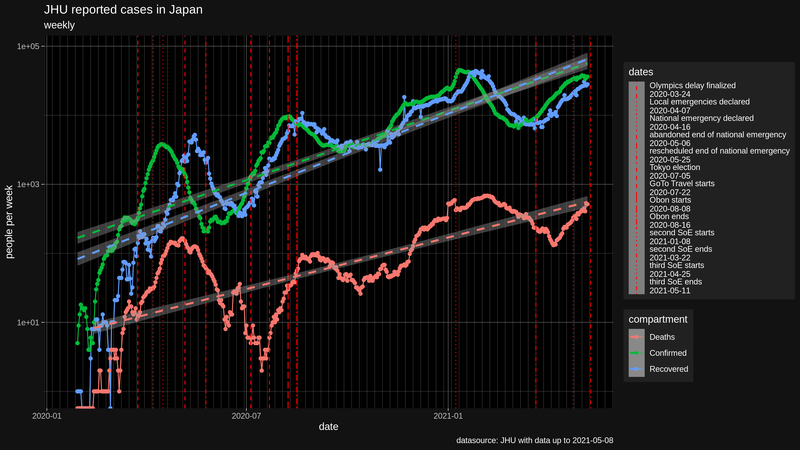 JHU reported cases in Japan
weekly
1e+05
1e+03
1e+01
people per week
2020-01
2020-07
2021-01
date
datasource: JHU with data up to 2021-05-08
dates
Olympics delay finalized
2020-03-24
Local emergencies declared
2020-04-07
National emergency declared
2020-04-16
abandoned end of national emergency
2020-05-06
rescheduled end of national emergency
2020-05-25
Tokyo election
2020-07-05
GoTo Travel starts
2020-07-22
Obon starts
2020-08-08
Obon ends
2020-08-16
second SoE starts
2021-01-08
second SoE ends
2021-03-22
third SoE starts
2021-04-25
third SoE ends
2021-05-11
compartment
Deaths
Confirmed
Recovered